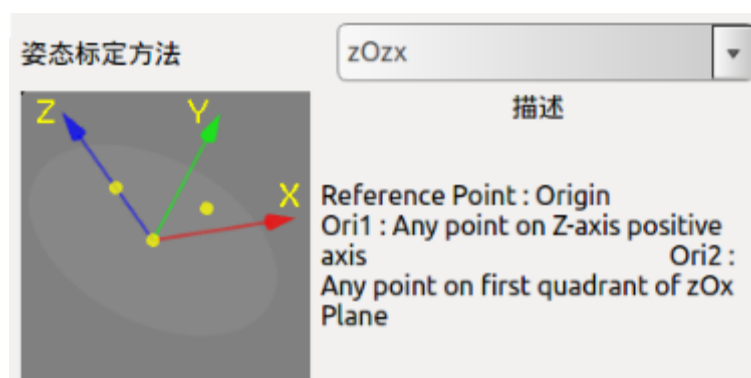 姿态标定方法
zOzx
描述
Z
Y
X
Reference Point : Origin
Ori1 : Any point on Z-axis positive
axis Ori2 :
Any point on first quadrant of zOx
Plane